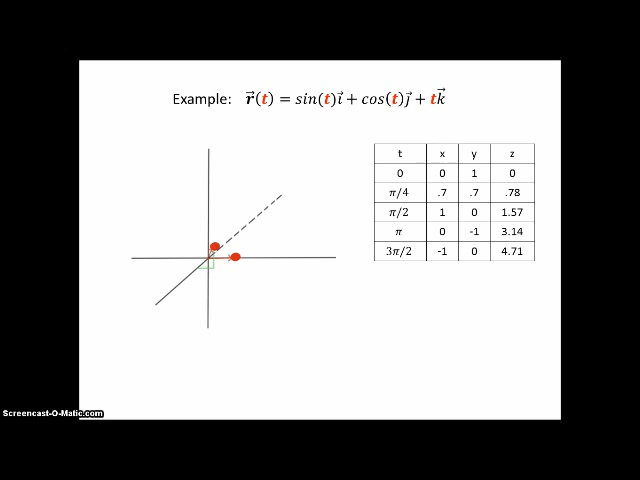 Example: r⃗(t) = sin(t)i⃗ + cos(t)j⃗ + tk⃗
t x y z
0 0 1 0
π/4 .7 .7 .78
π/2 1 0 1.57
π 0 -1 3.14
3π/2 -1 0 4.71
Screencast-O-Matic.com